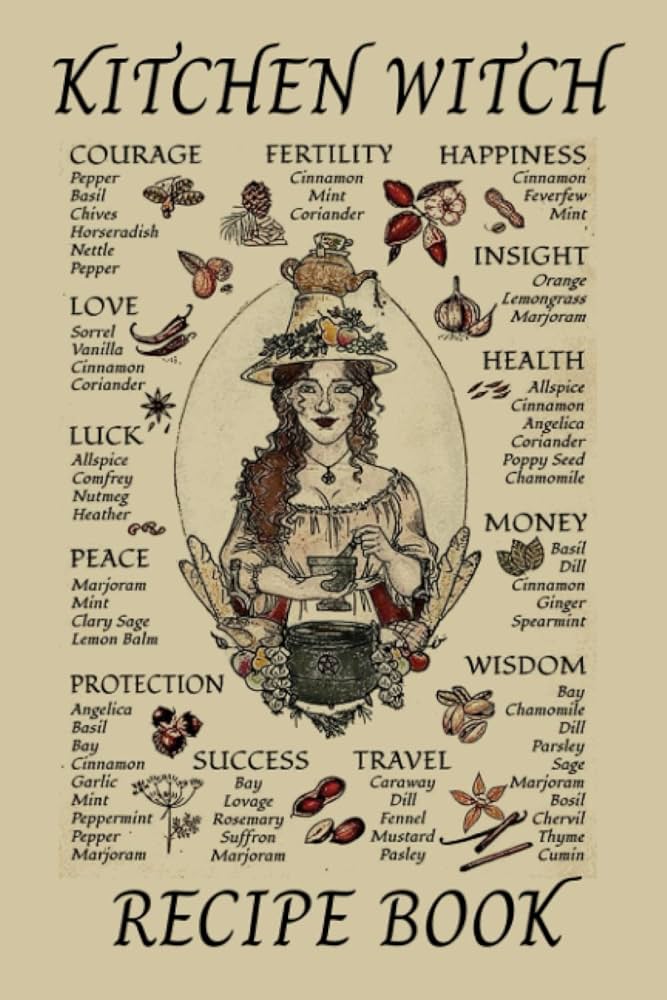 KITCHEN WITCH
COURAGE
Pepper
Basil
Chives
Horseradish
Nettle
Pepper
FERTILITY
Cinnamon
Mint
Coriander
HAPPINESS
Cinnamon
Feverfew
Mint
INSIGHT
Orange
Lemongrass
Marjoram
LOVE
Sorrel
Vanilla
Cinnamon
Coriander
HEALTH
Allspice
Cinnamon
Angelica
Coriander
Poppy Seed
Chamomile
LUCK
Allspice
Comfrey
Nutmeg
Heather
MONEY
Basil
Dill
Cinnamon
Ginger
Spearmint
PEACE
Marjoram
Mint
Clary Sage
Lemon Balm
WISDOM
Bay
Chamomile
Dill
Parsley
Sage
Marjoram
Bosil
Chervil
Thyme
Cumin
PROTECTION
Angelica
Basil
Bay
Cinnamon
Garlic
Mint
Peppermint
Pepper
Marjoram
SUCCESS
Bay
Lovage
Rosemary
Suffron
Marjoram
TRAVEL
Caraway
Dill
Fennel
Mustard
Pasley
RECIPE BOOK